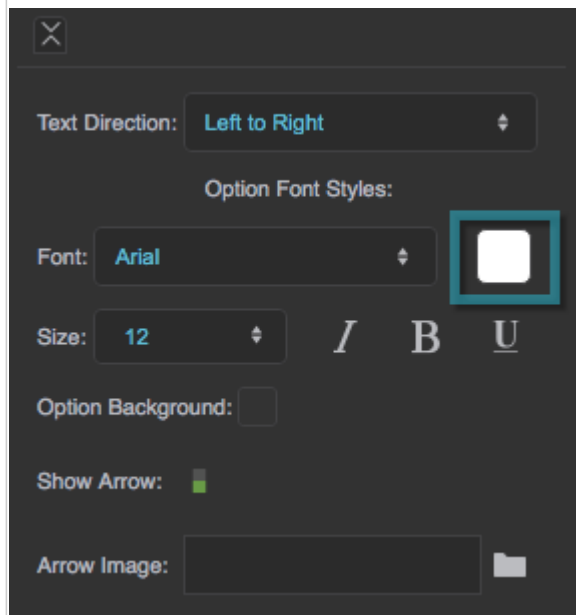 Text Direction: Left to Right
Option Font Styles:
Font: Arial
Size: 12 I B U
Option Background:
Show Arrow:
Arrow Image: